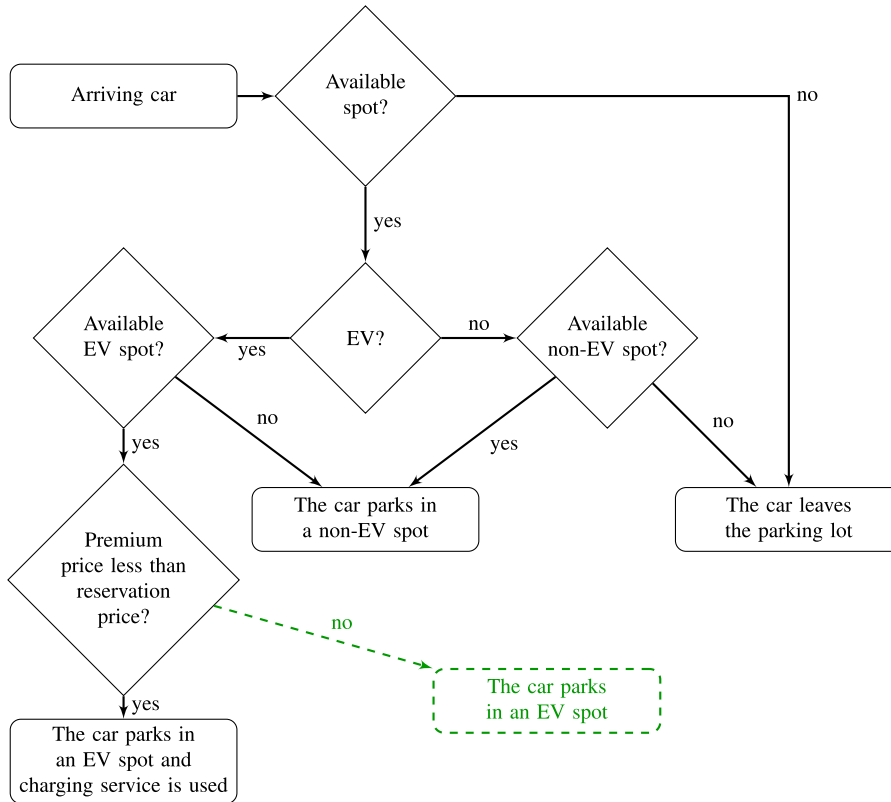 Arriving car
Available
spot?
no
yes
Available
EV spot?
yes
EV?
no
Available
non-EV spot?
no
yes
no
yes
The car parks in
a non-EV spot
The car leaves
the parking lot
Premium
price less than
reservation
price?
no
The car parks
in an EV spot
yes
The car parks in
an EV spot and
charging service is used